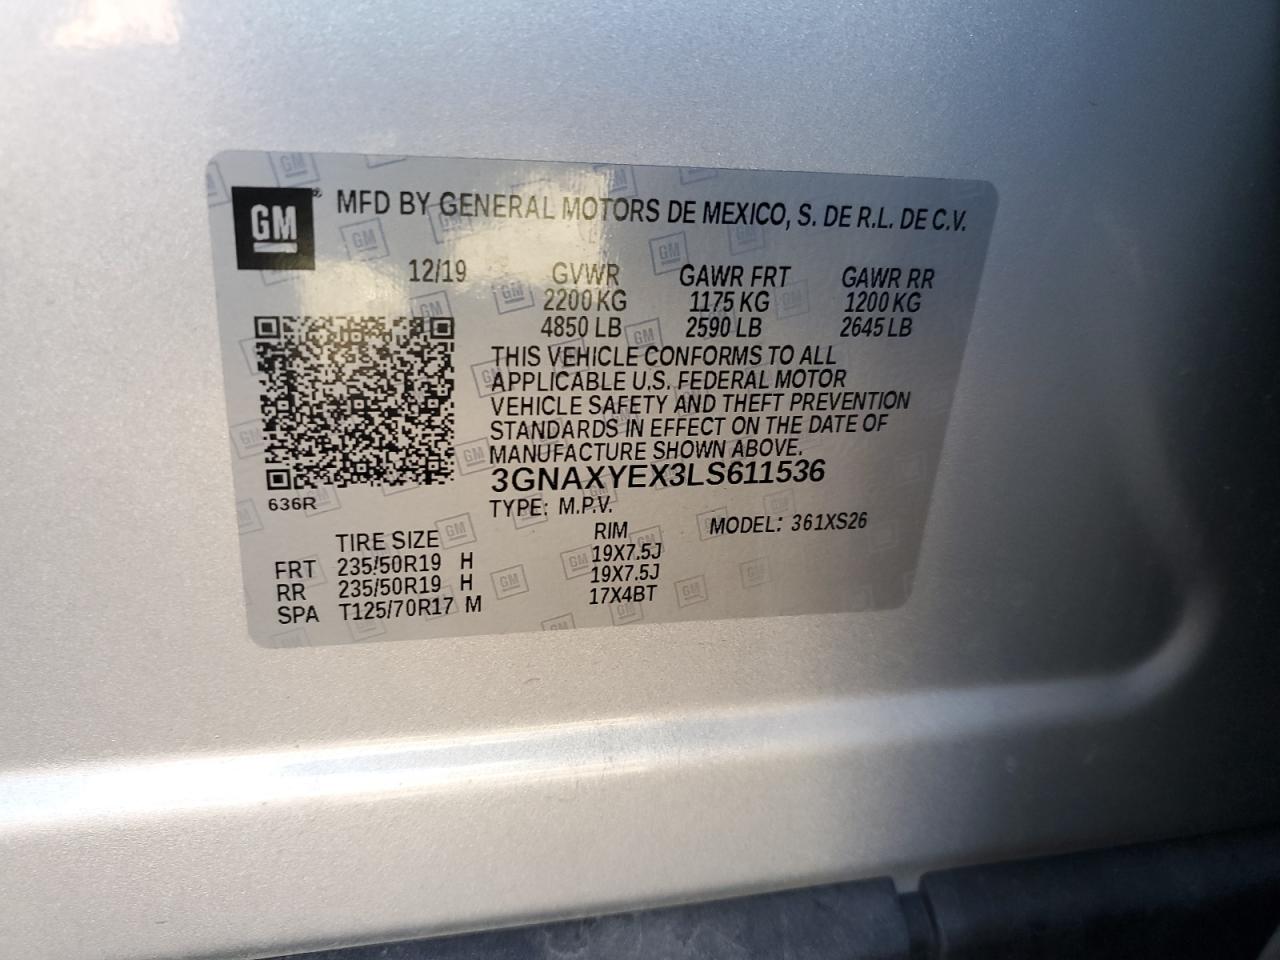 GM
MFD BY GENERAL MOTORS DE MEXICO, S. DE R.L. DE C.V.
12/19 GVWR GAWR FRT GAWR RR
2200 KG 1175 KG 1200 KG
4850 LB 2590 LB 2645 LB
THIS VEHICLE CONFORMS TO ALL
APPLICABLE U.S. FEDERAL MOTOR
VEHICLE SAFETY AND THEFT PREVENTION
STANDARDS IN EFFECT ON THE DATE OF
MANUFACTURE SHOWN ABOVE.
3GNAXYEX3LS611536
636R
TYPE: M.P.V.
MODEL: 361XS26
TIRE SIZE RIM
FRT 235/50R19 H 19X7.5J
RR 235/50R19 H 19X7.5J
SPA T125/70R17 M 17X4BT